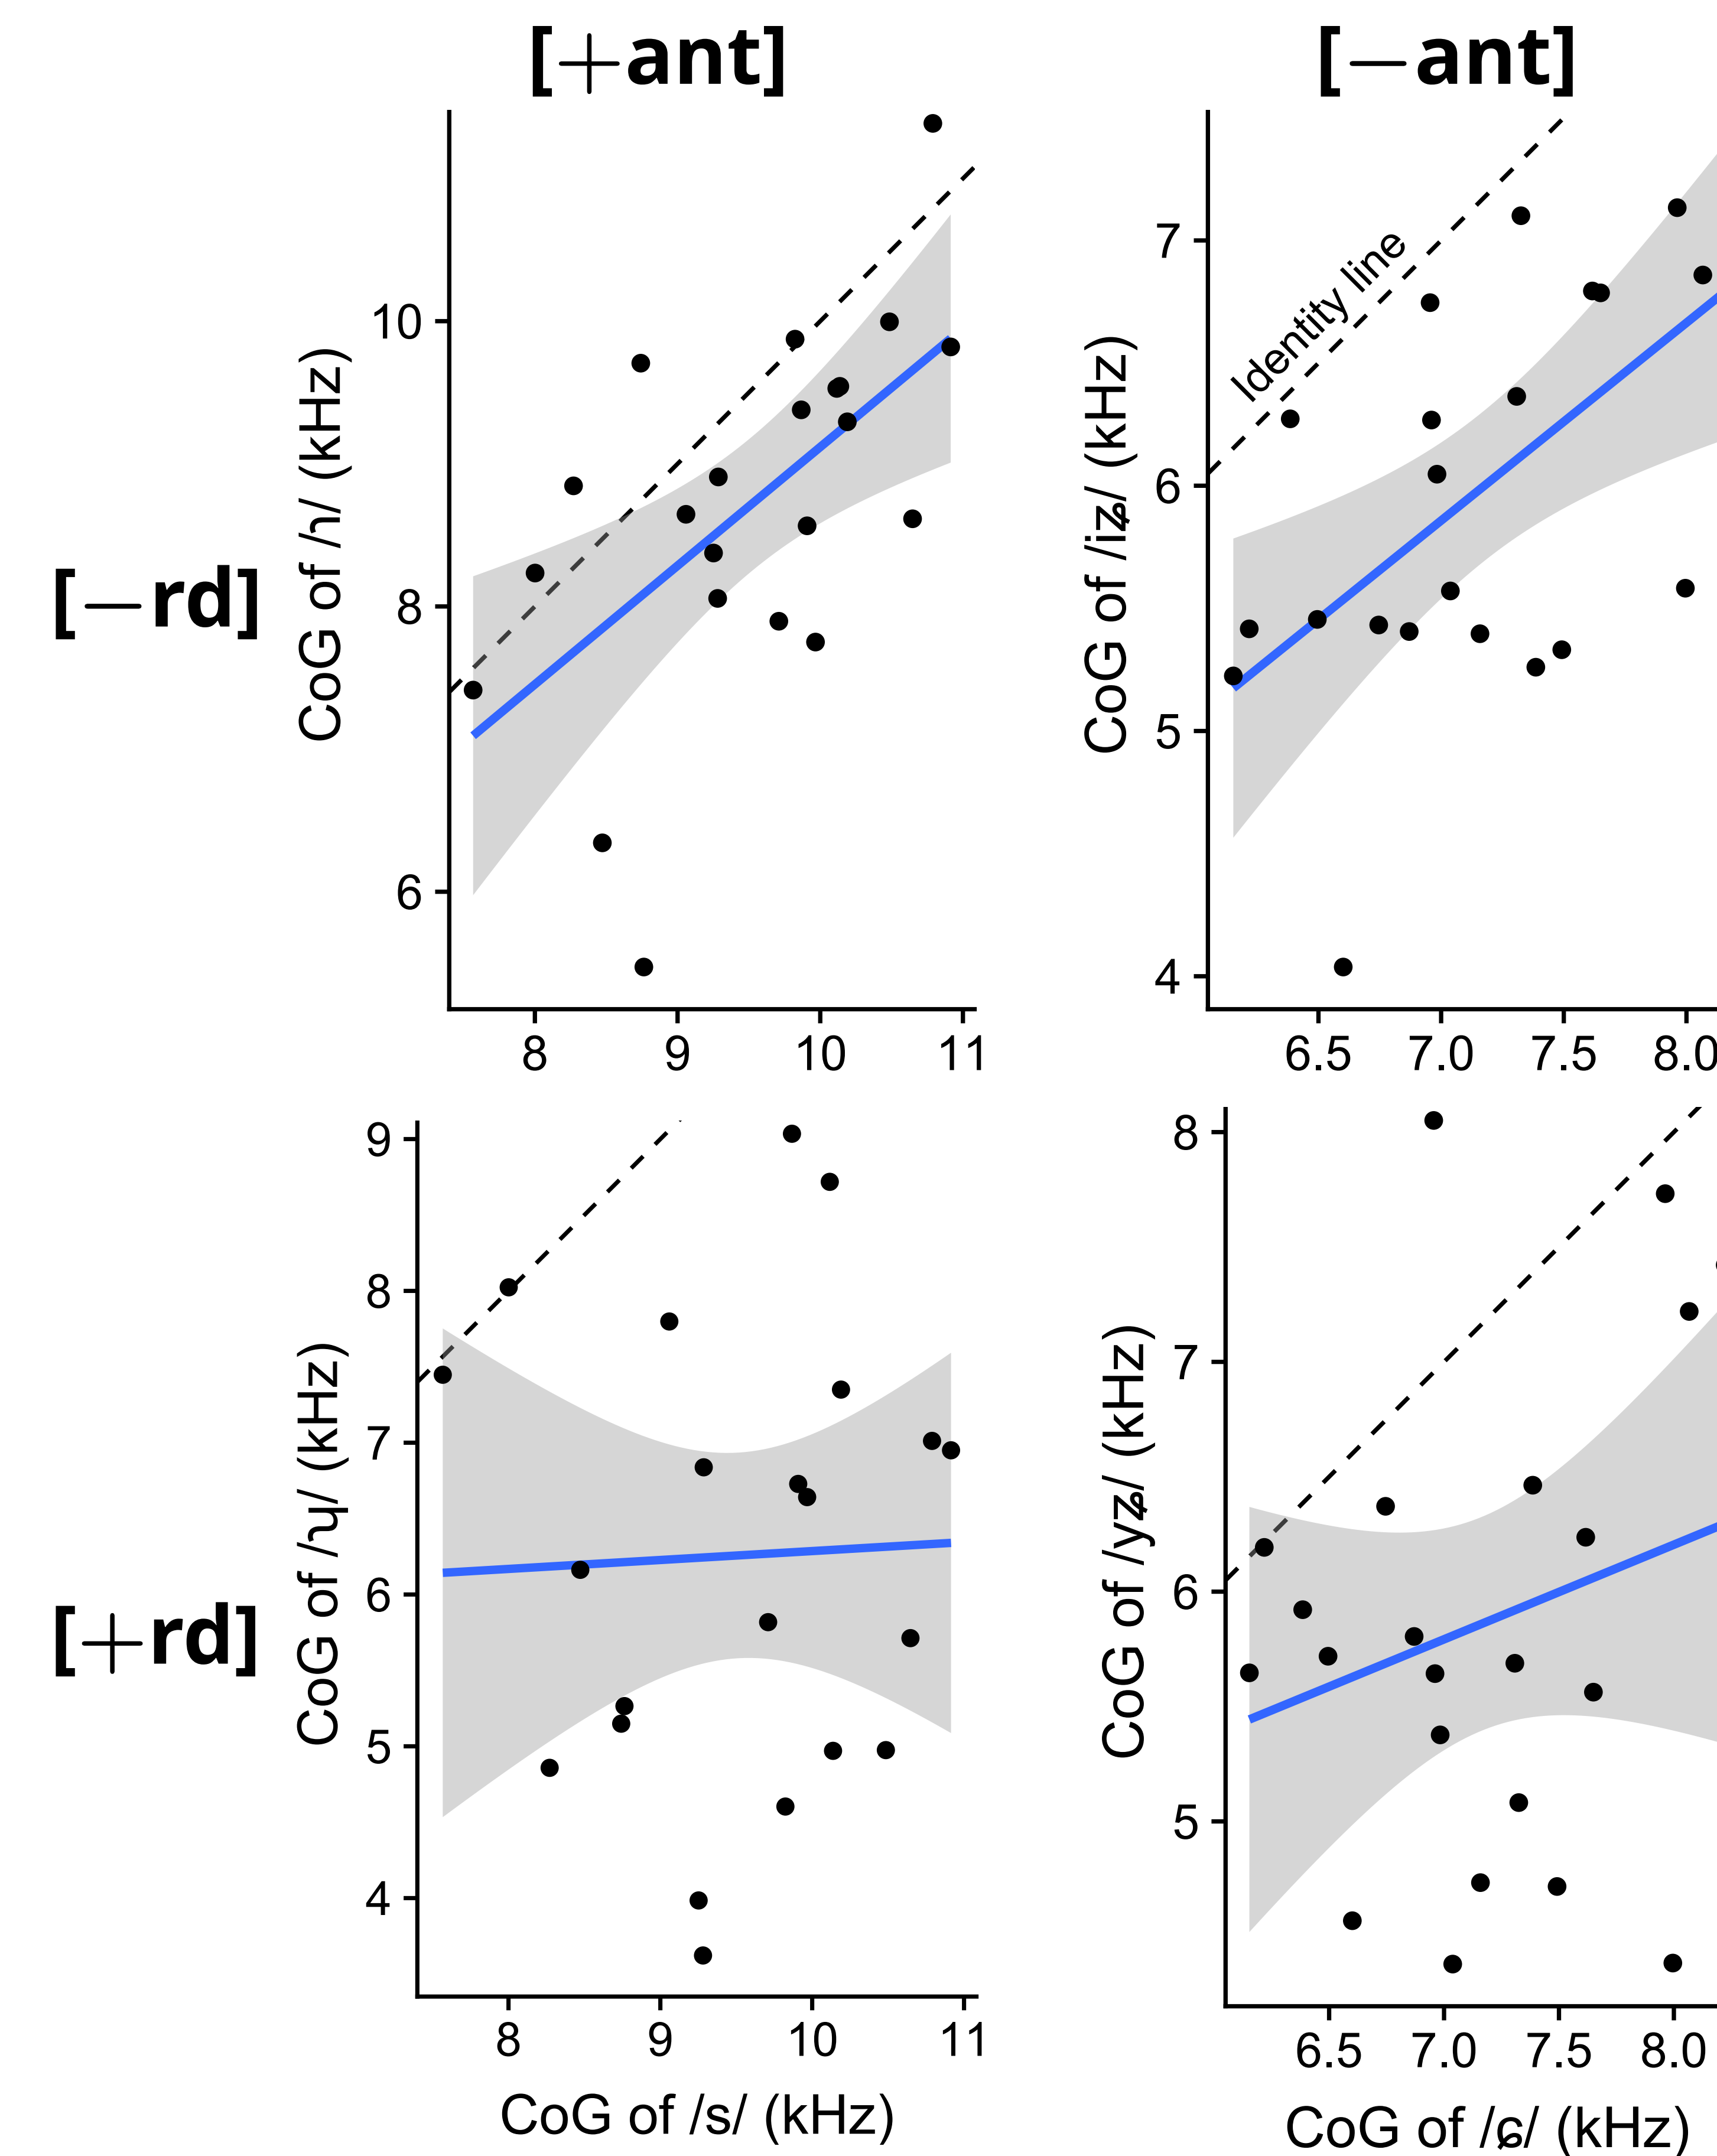 [+ant]
[−ant]
[−rd]
CoG of /ɿ/ (kHz)
10
8
6
8 9 10 11
CoG of /iʑ/ (kHz)
7
6
5
4
Identity line
6.5 7.0 7.5 8.0
[+rd]
CoG of /ʮ/ (kHz)
9
8
7
6
5
4
8 9 10 11
CoG of /s/ (kHz)
CoG of /yʑ/ (kHz)
8
7
6
5
6.5 7.0 7.5 8.0
CoG of /ɕ/ (kHz)